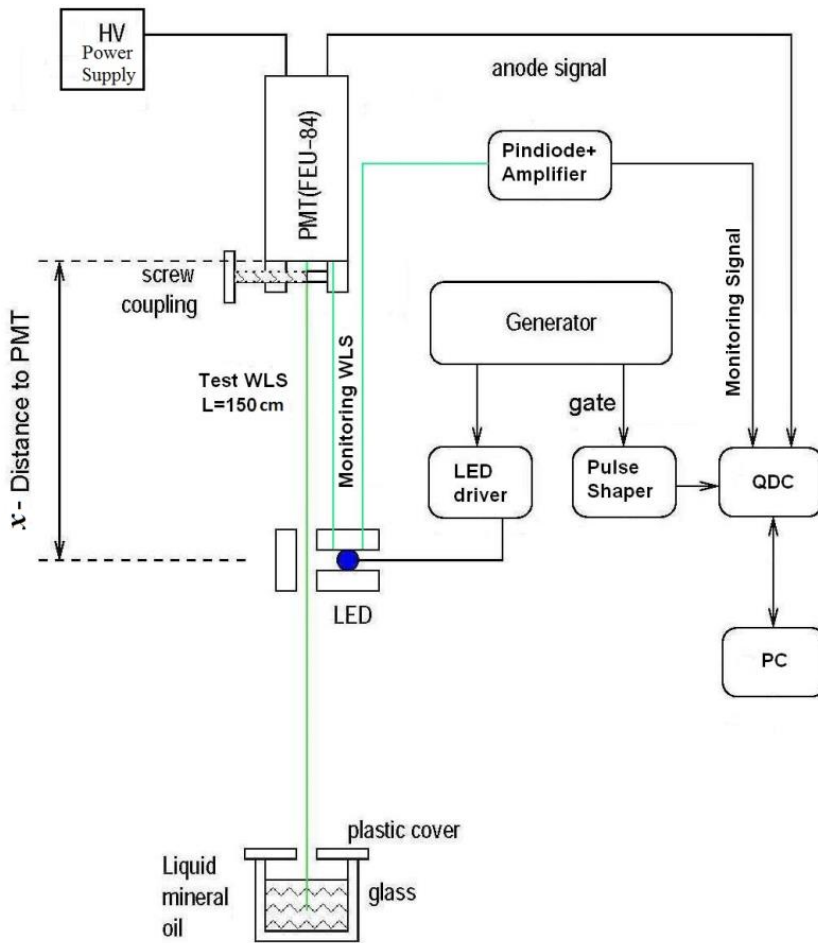 HV
Power
Supply
anode signal
PMT(FEU-84)
Pindiode+
Amplifier
screw
coupling
Monitoring Signal
x - Distance to PMT
Generator
Test WLS
L=150 cm
Monitoring WLS
gate
LED
driver
Pulse
Shaper
QDC
LED
PC
plastic cover
Liquid
mineral
oil
glass